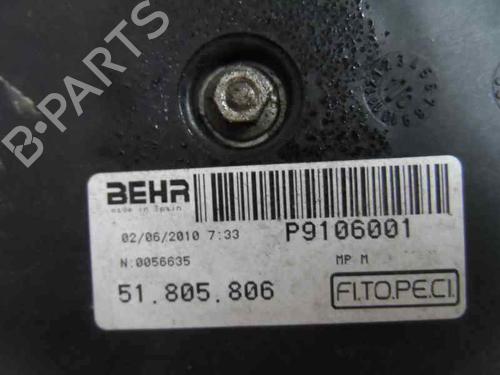 B-PARTS
BEHR
made in Spain
02/06/2010 7:33
P9106001
N:0056635
MP M
51.805.806
FI.TO.PE.CI.